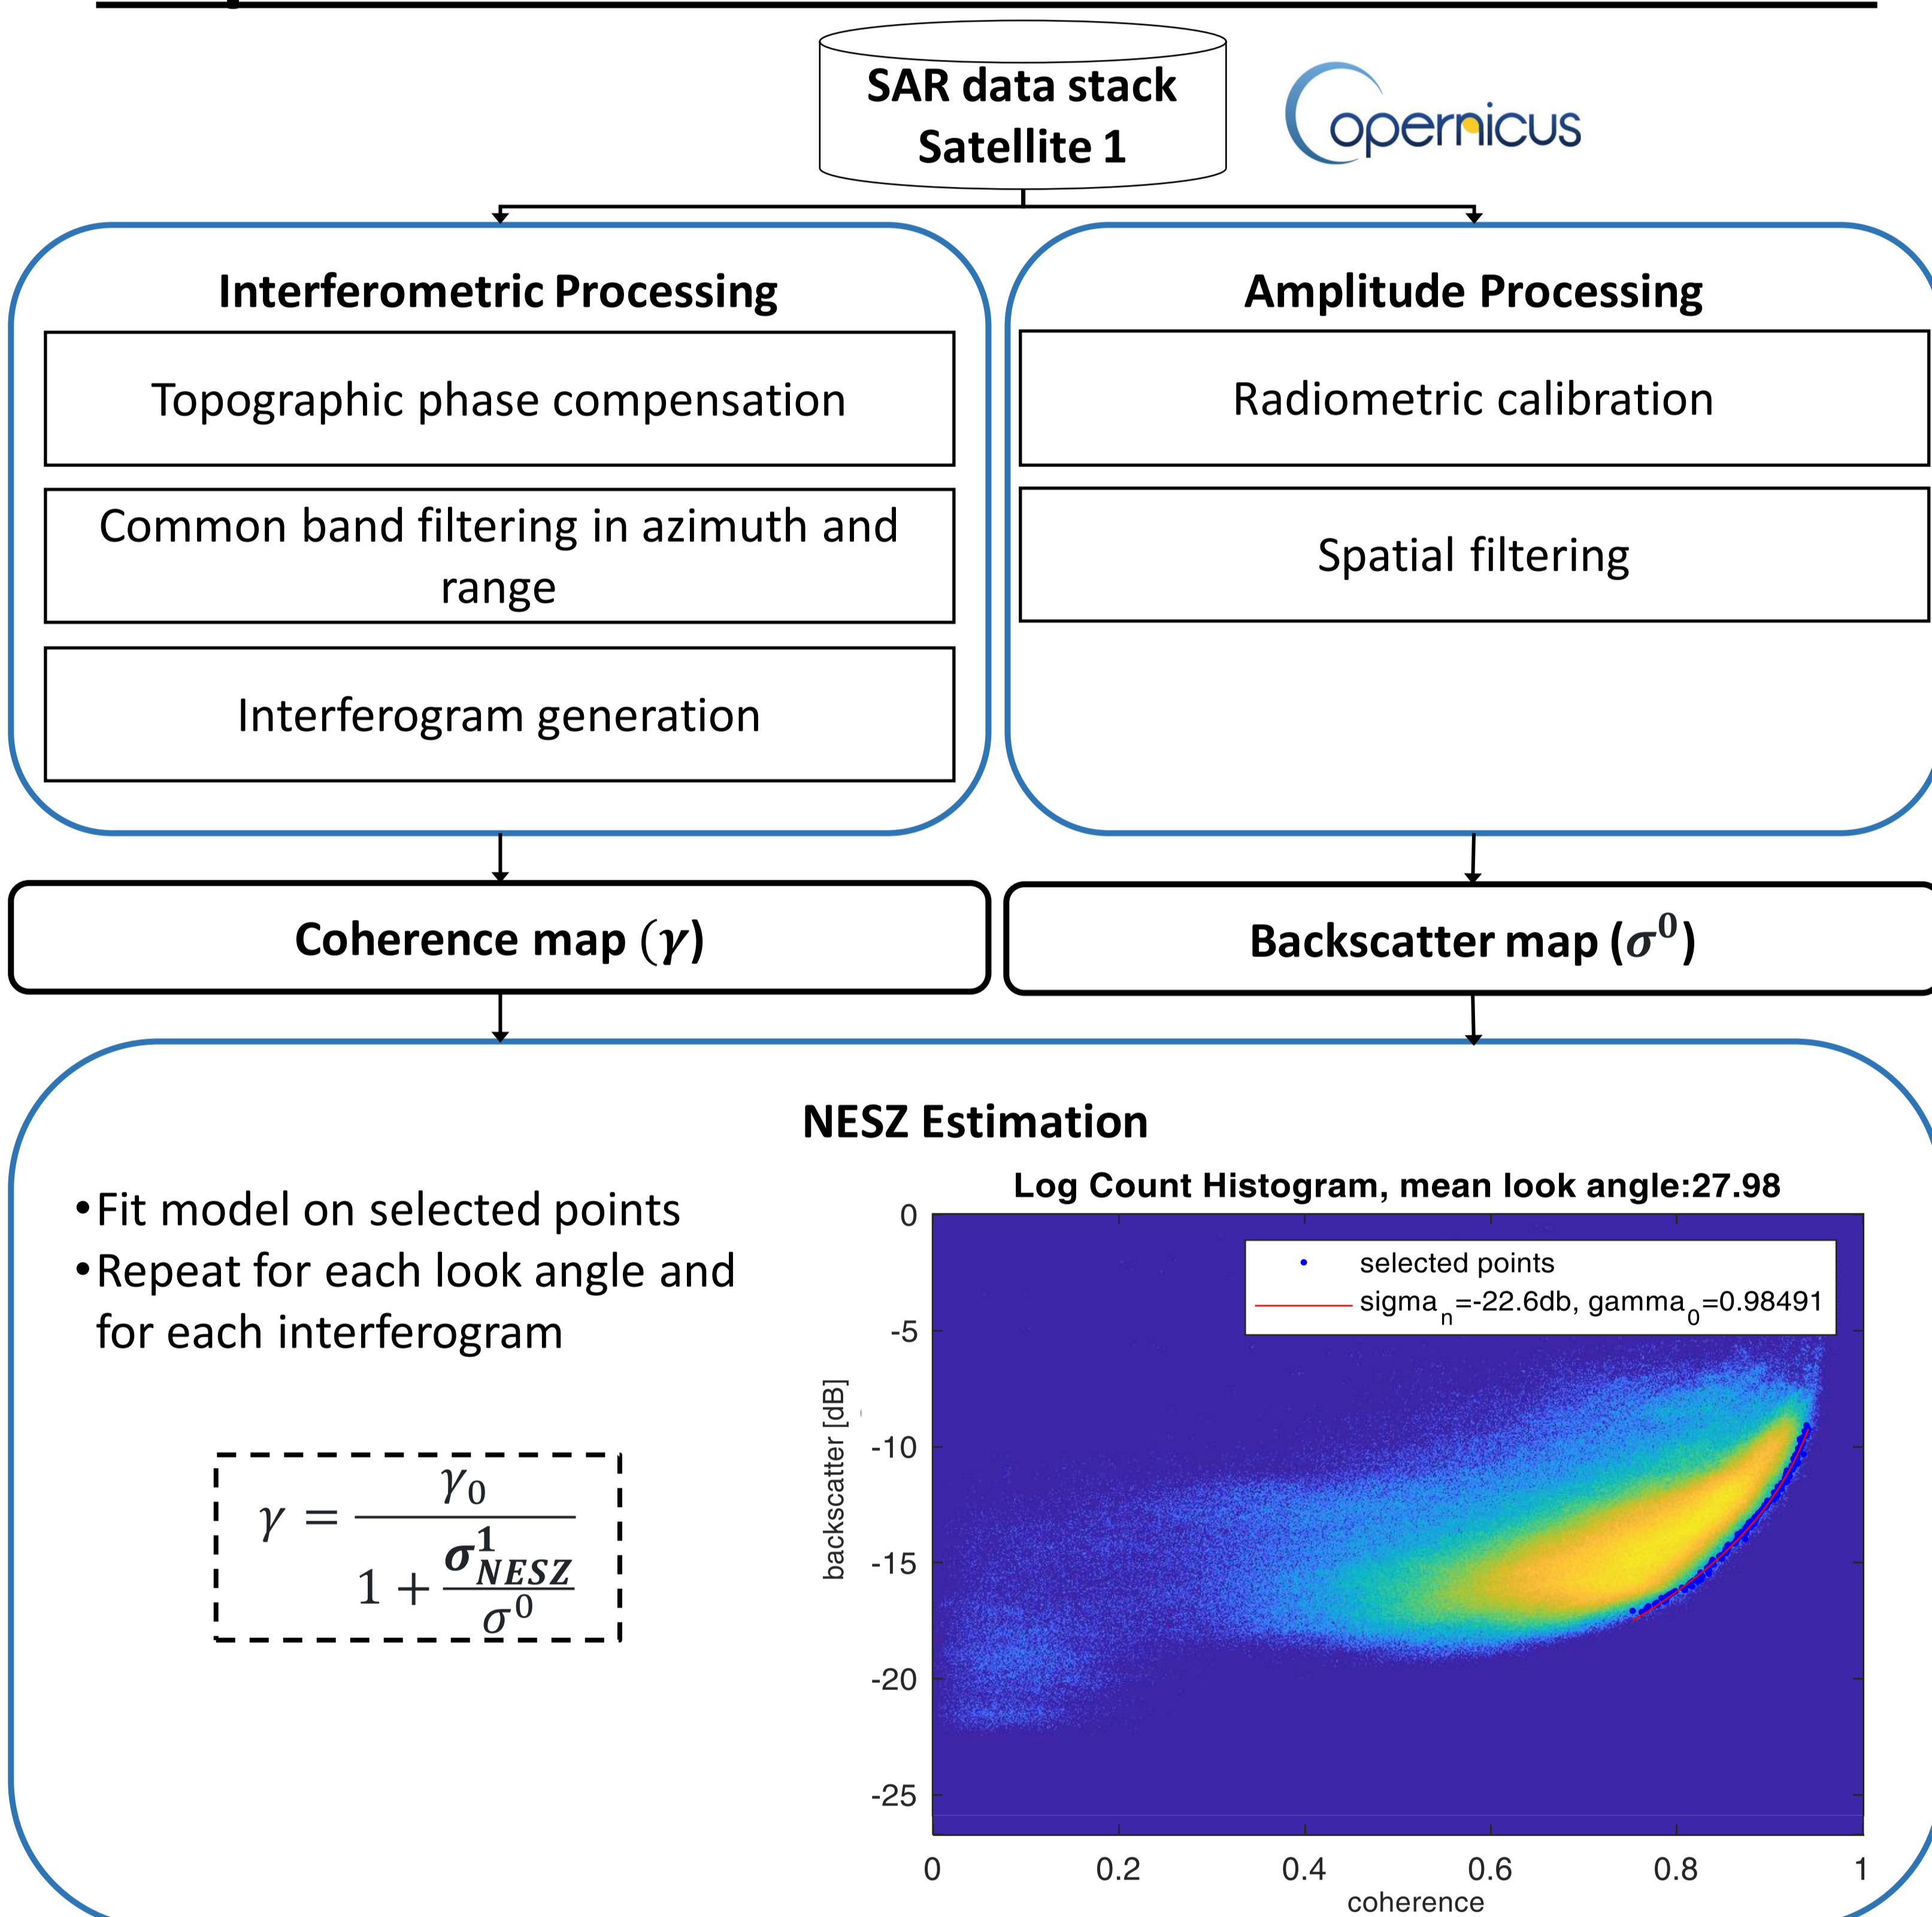 SAR data stack
Satellite 1
Copernicus
Interferometric Processing
Topographic phase compensation
Common band filtering in azimuth and
range
Interferogram generation
Amplitude Processing
Radiometric calibration
Spatial filtering
Coherence map (γ)
Backscatter map (σ⁰)
NESZ Estimation
•Fit model on selected points
•Repeat for each look angle and
for each interferogram
γ = γ₀ / (1 + σ¹_NESZ / σ⁰)
Log Count Histogram, mean look angle:27.98
selected points
sigma_n=-22.6db, gamma_0=0.98491
backscatter [dB]
0
-5
-10
-15
-20
-25
0 0.2 0.4 0.6 0.8 1
coherence